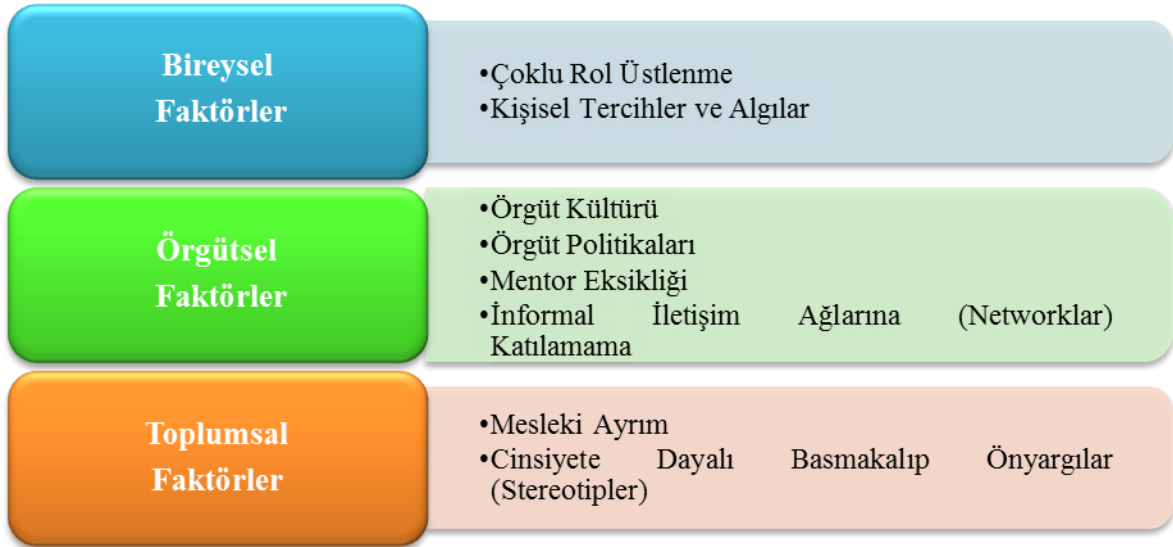 Bireysel
Faktörler
•Çoklu Rol Üstlenme
•Kişisel Tercihler ve Algılar
Örgütsel
Faktörler
•Örgüt Kültürü
•Örgüt Politikaları
•Mentor Eksikliği
•İnformal İletişim Ağlarına (Networklar)
Katılamama
Toplumsal
Faktörler
•Mesleki Ayrım
•Cinsiyete Dayalı Basmakalıp Önyargılar
(Stereotipler)